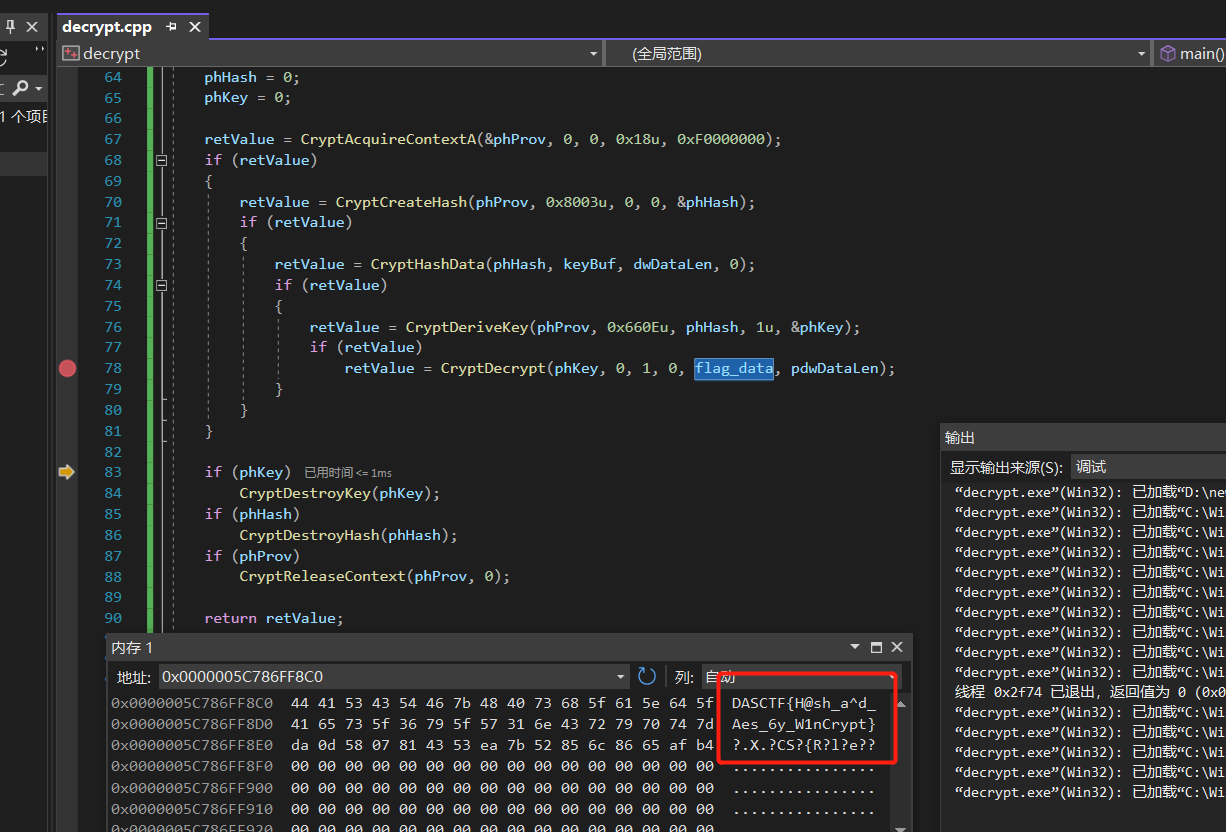 decrypt.cpp
decrypt
(全局范围)
main()
1 个项目
64 phHash = 0;
65 phKey = 0;
66
67 retValue = CryptAcquireContextA(&phProv, 0, 0, 0x18u, 0xF0000000);
68 if (retValue)
69 {
70 retValue = CryptCreateHash(phProv, 0x8003u, 0, 0, &phHash);
71 if (retValue)
72 {
73 retValue = CryptHashData(phHash, keyBuf, dwDataLen, 0);
74 if (retValue)
75 {
76 retValue = CryptDeriveKey(phProv, 0x660Eu, phHash, 1u, &phKey);
77 if (retValue)
78 retValue = CryptDecrypt(phKey, 0, 1, 0, flag_data, pdwDataLen);
79 }
80 }
81 }
82
83 if (phKey) 已用时间 <= 1ms
84 CryptDestroyKey(phKey);
85 if (phHash)
86 CryptDestroyHash(phHash);
87 if (phProv)
88 CryptReleaseContext(phProv, 0);
89
90 return retValue;
内存 1
地址: 0x0000005C786FF8C0 列: 自动
0x0000005C786FF8C0 44 41 53 43 54 46 7b 48 40 73 68 5f 61 5e 64 5f DASCTF{H@sh_a^d_
0x0000005C786FF8D0 41 65 73 5f 36 79 5f 57 31 6e 43 72 79 70 74 7d Aes_6y_W1nCrypt}
0x0000005C786FF8E0 da 0d 58 07 81 43 53 ea 7b 52 85 6c 86 65 af b4 ?.X.?CS?{R?l?e??
0x0000005C786FF8F0 00 00 00 00 00 00 00 00 00 00 00 00 00 00 00 00 ................
0x0000005C786FF900 00 00 00 00 00 00 00 00 00 00 00 00 00 00 00 00 ................
0x0000005C786FF910 00 00 00 00 00 00 00 00 00 00 00 00 00 00 00 00 ................
0x0000005C786FF920 00 00 00 00 00 00 00 00 00 00 00 00 00 00 00 00
输出
显示输出来源(S): 调试
“decrypt.exe”(Win32): 已加载“D:\new
“decrypt.exe”(Win32): 已加载“C:\Wi
“decrypt.exe”(Win32): 已加载“C:\Wi
“decrypt.exe”(Win32): 已加载“C:\Wi
“decrypt.exe”(Win32): 已加载“C:\Wi
“decrypt.exe”(Win32): 已加载“C:\Wi
“decrypt.exe”(Win32): 已加载“C:\Wi
“decrypt.exe”(Win32): 已加载“C:\Wi
“decrypt.exe”(Win32): 已加载“C:\Wi
“decrypt.exe”(Win32): 已加载“C:\Wi
线程 0x2f74 已退出，返回值为 0 (0x0
“decrypt.exe”(Win32): 已加载“C:\Wi
“decrypt.exe”(Win32): 已加载“C:\Wi
“decrypt.exe”(Win32): 已加载“C:\Wi
“decrypt.exe”(Win32): 已加载“C:\Wi
“decrypt.exe”(Win32): 已加载“C:\Wi